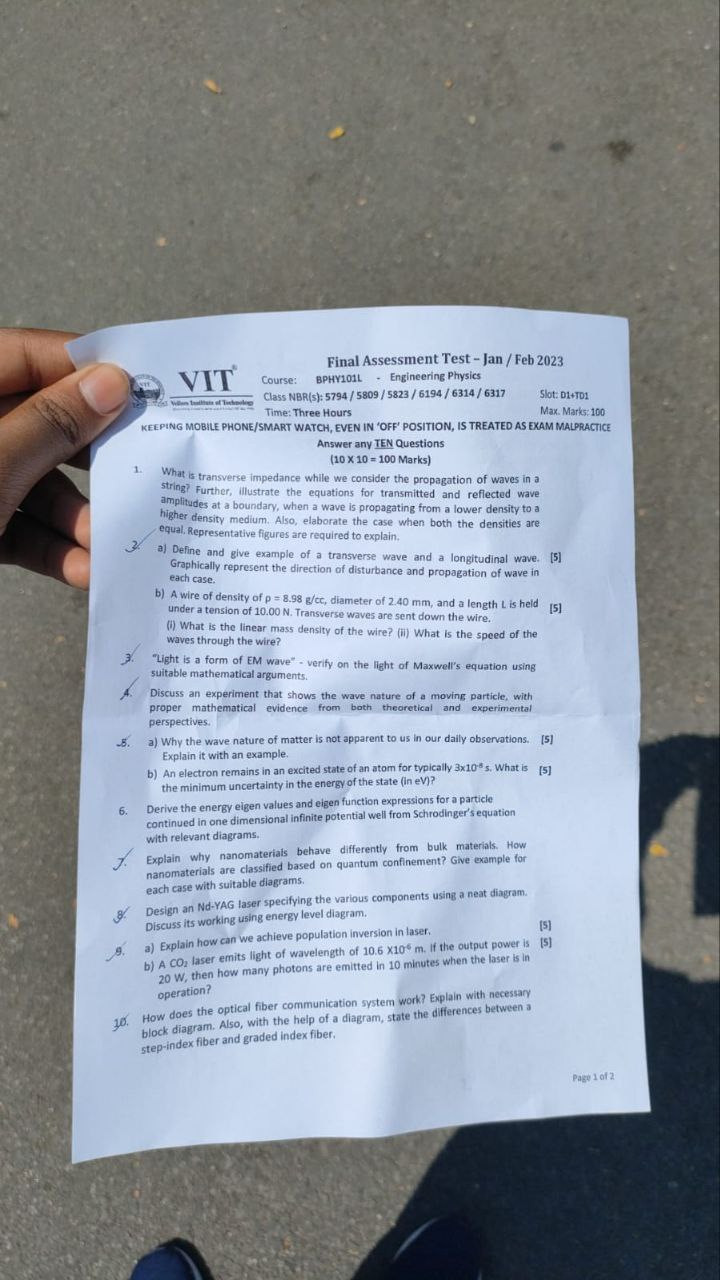 Final Assessment Test – Jan / Feb 2023
VIT®
Vellore Institute of Technology
Course: BPHY101L - Engineering Physics
Class NBR(s): 5794 / 5809 / 5823 / 6194 / 6314 / 6317 Slot: D1+TD1
Time: Three Hours Max. Marks: 100
KEEPING MOBILE PHONE/SMART WATCH, EVEN IN 'OFF' POSITION, IS TREATED AS EXAM MALPRACTICE
Answer any TEN Questions
(10 X 10 = 100 Marks)
1. What is transverse impedance while we consider the propagation of waves in a
string? Further, illustrate the equations for transmitted and reflected wave
amplitudes at a boundary, when a wave is propagating from a lower density to a
higher density medium. Also, elaborate the case when both the densities are
equal. Representative figures are required to explain.
2. a) Define and give example of a transverse wave and a longitudinal wave. [5]
Graphically represent the direction of disturbance and propagation of wave in
each case.
b) A wire of density of ρ = 8.98 g/cc, diameter of 2.40 mm, and a length L is held [5]
under a tension of 10.00 N. Transverse waves are sent down the wire.
(i) What is the linear mass density of the wire? (ii) What is the speed of the
waves through the wire?
3. "Light is a form of EM wave" - verify on the light of Maxwell's equation using
suitable mathematical arguments.
4. Discuss an experiment that shows the wave nature of a moving particle, with
proper mathematical evidence from both theoretical and experimental
perspectives.
5. a) Why the wave nature of matter is not apparent to us in our daily observations. [5]
Explain it with an example.
b) An electron remains in an excited state of an atom for typically 3x10⁻⁸ s. What is [5]
the minimum uncertainty in the energy of the state (in eV)?
6. Derive the energy eigen values and eigen function expressions for a particle
continued in one dimensional infinite potential well from Schrodinger's equation
with relevant diagrams.
7. Explain why nanomaterials behave differently from bulk materials. How
nanomaterials are classified based on quantum confinement? Give example for
each case with suitable diagrams.
8. Design an Nd-YAG laser specifying the various components using a neat diagram.
Discuss its working using energy level diagram.
9. a) Explain how can we achieve population inversion in laser. [5]
b) A CO₂ laser emits light of wavelength of 10.6 X10⁻⁶ m. If the output power is [5]
20 W, then how many photons are emitted in 10 minutes when the laser is in
operation?
10. How does the optical fiber communication system work? Explain with necessary
block diagram. Also, with the help of a diagram, state the differences between a
step-index fiber and graded index fiber.
Page 1 of 2